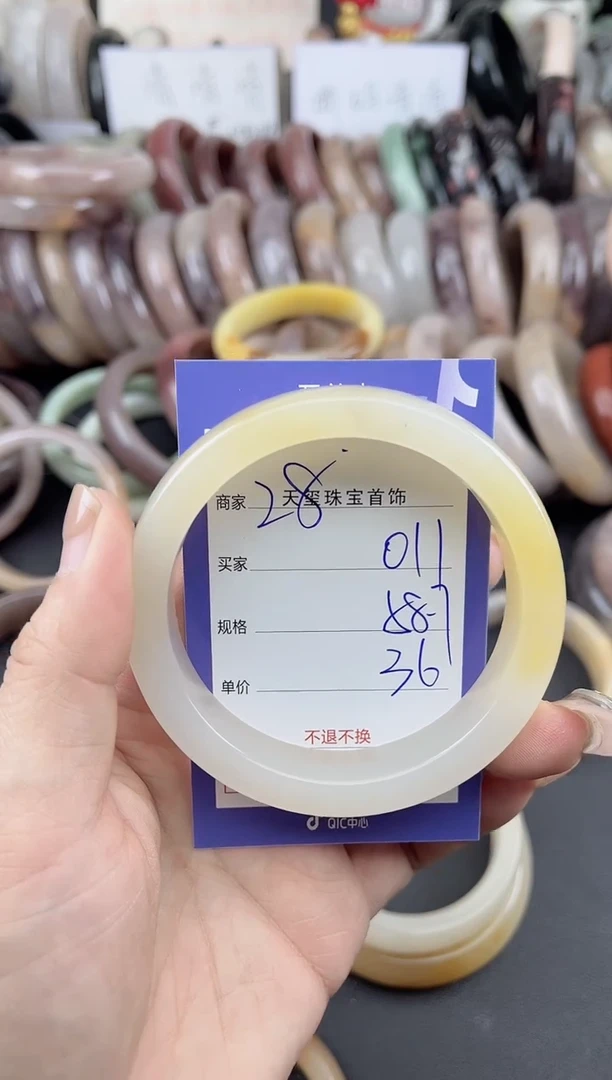 商家 天玺珠宝首饰
28
买家 011
规格 58-7
单价 36
不退不换
QIC中心